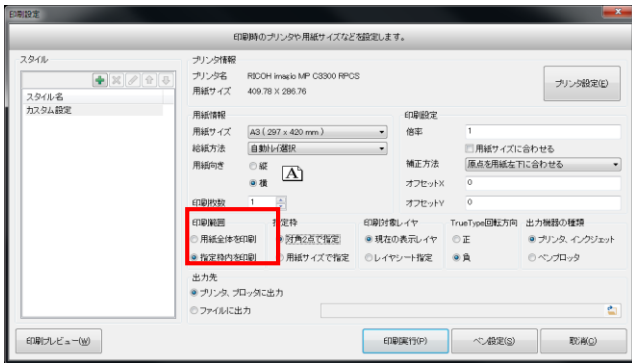 印刷設定
印刷時のプリンタや用紙サイズなどを設定します。
スタイル
スタイル名
カスタム設定
プリンタ情報
プリンタ名 RICOH imagio MP C3300 RPCS
用紙サイズ 409.78 X 286.76
プリンタ設定(E)
用紙情報
用紙サイズ A3 ( 297 x 420 mm )
給紙方法 自動トレイ選択
用紙向き 縦
横
A
印刷枚数 1
印刷設定
倍率 1
用紙サイズに合わせる
補正方法 原点を用紙左下に合わせる
オフセットX 0
オフセットY 0
印刷範囲
用紙全体を印刷
指定枠内を印刷
指定枠
対角2点で指定
用紙サイズで指定
印刷対象レイヤ
現在の表示レイヤ
レイヤシート指定
TrueType回転方向
正
負
出力機器の種類
プリンタ、インクジェット
ペンプロッタ
出力先
プリンタ、プロッタに出力
ファイルに出力
印刷プレビュー(W)
印刷実行(P)
ペン設定(S)
取消(C)